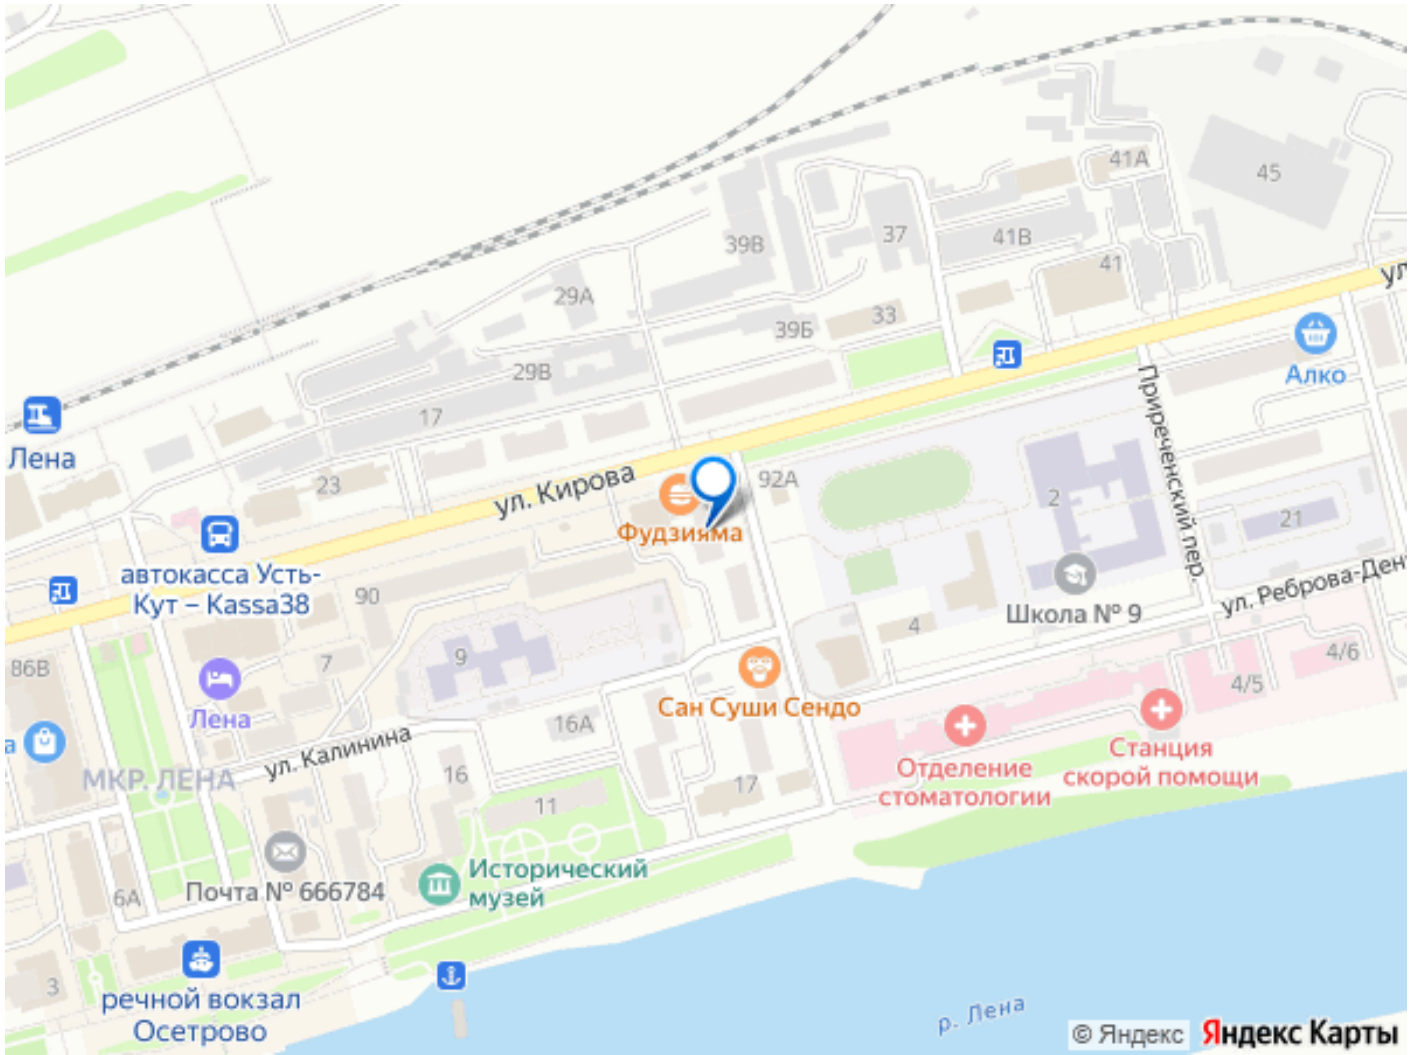 41А
45
39В
37
41В
41
ул
29А
39Б
33
29В
Алко
17
Лена
Приреченский пер.
ул. Кирова
23
92А
2
21
Фудзияма
автокасса Усть-
Кут – Kassa38
90
Школа № 9
ул. Реброва-Ден
4
86В
7
9
4/6
4/5
Лена
Сан Суши Сендо
16А
а
ул. Калинина
МКР. ЛЕНА
16
17
11
Отделение
стоматологии
Станция
скорой помощи
Исторический
музей
Почта № 666784
6А
3
речной вокзал
Осетрово
р. Лена
© Яндекс Яндекс Карты